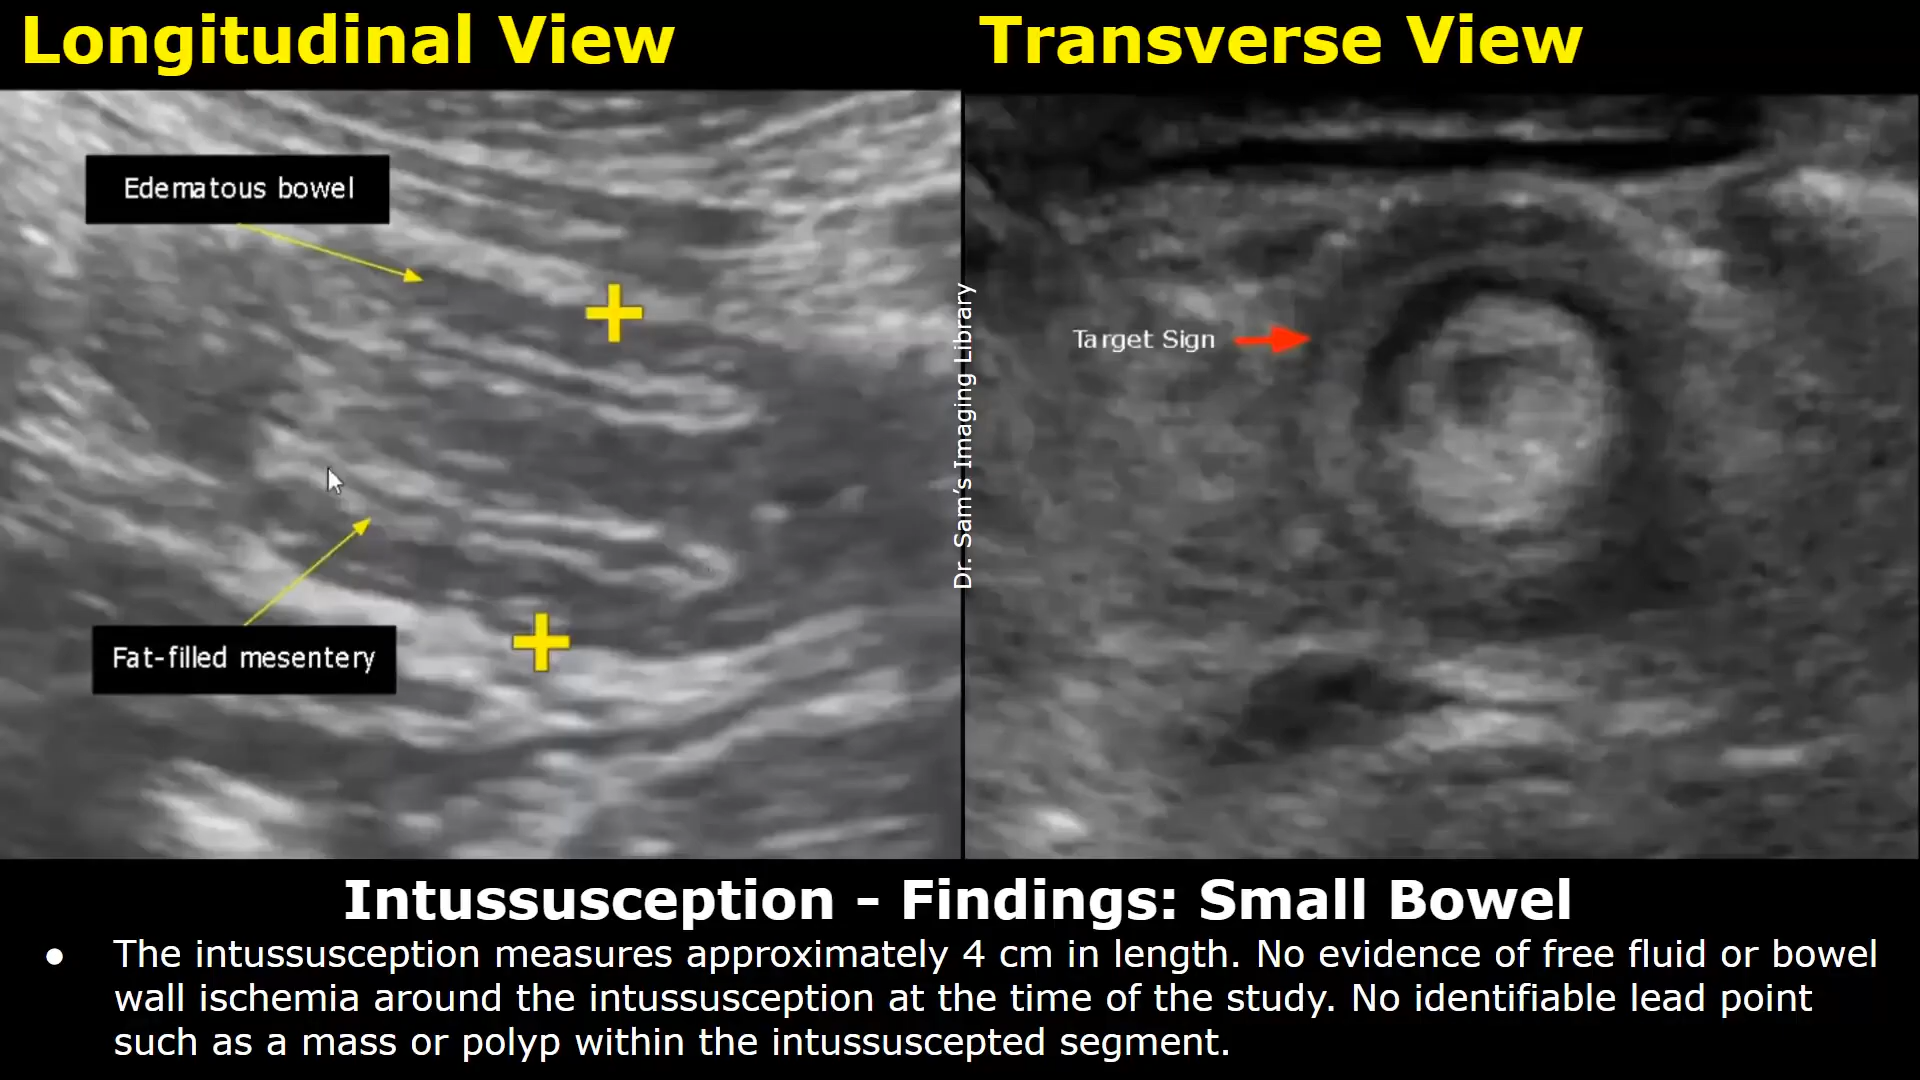 Longitudinal View
Transverse View
Edematous bowel
Target Sign
Dr. Sam's Imaging Library
Fat-filled mesentery
Intussusception – Findings: Small Bowel
● The intussusception measures approximately 4 cm in length. No evidence of free fluid or bowel
wall ischemia around the intussusception at the time of the study. No identifiable lead point
such as a mass or polyp within the intussuscepted segment.